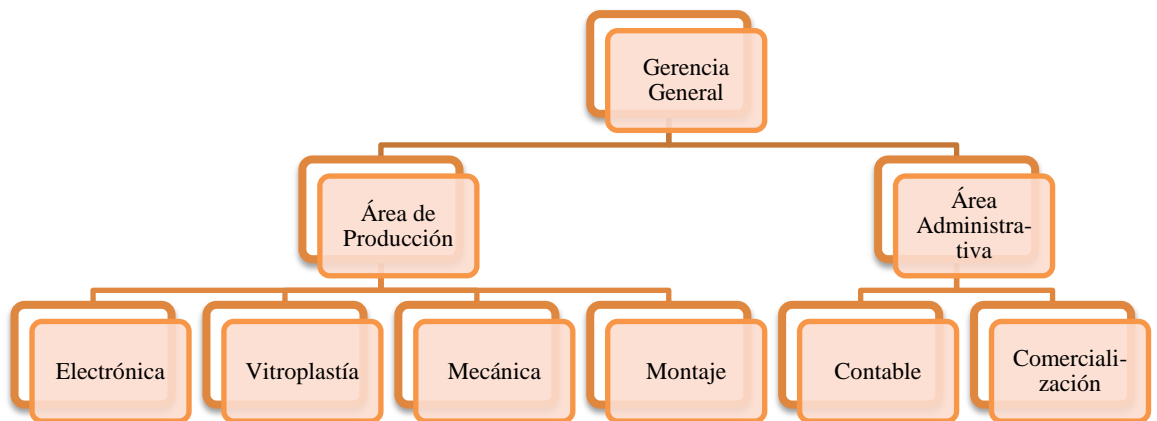 Gerencia
General
Área de
Producción
Área
Administra-
tiva
Electrónica
Vitroplastía
Mecánica
Montaje
Contable
Comerciali-
zación